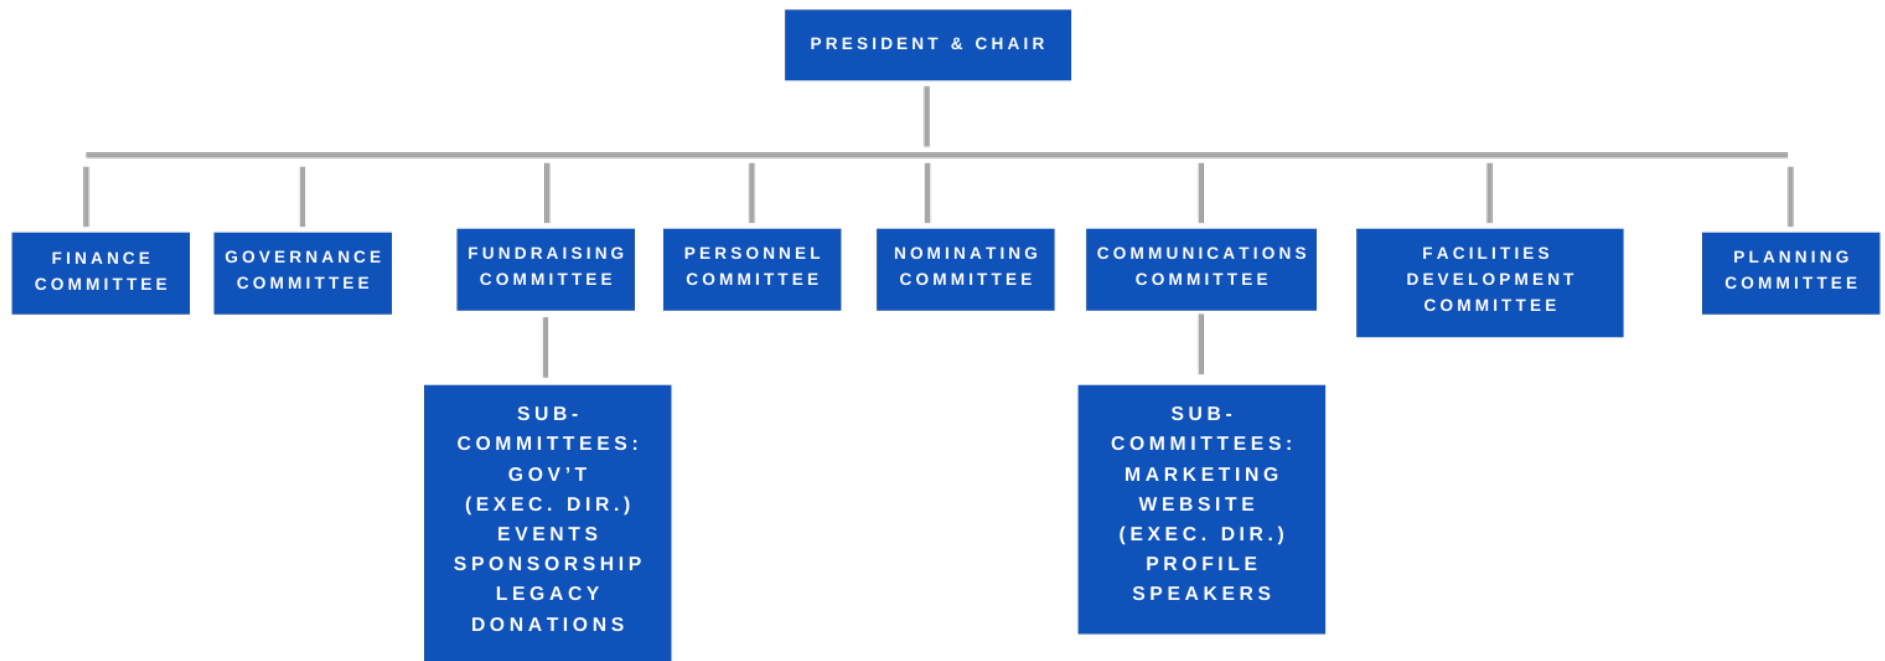 PRESIDENT & CHAIR
FINANCE
COMMITTEE
GOVERNANCE
COMMITTEE
FUNDRAISING
COMMITTEE
PERSONNEL
COMMITTEE
NOMINATING
COMMITTEE
COMMUNICATIONS
COMMITTEE
FACILITIES
DEVELOPMENT
COMMITTEE
PLANNING
COMMITTEE
SUB-
COMMITTEES:
GOV’T
(EXEC. DIR.)
EVENTS
SPONSORSHIP
LEGACY
DONATIONS
SUB-
COMMITTEES:
MARKETING
WEBSITE
(EXEC. DIR.)
PROFILE
SPEAKERS